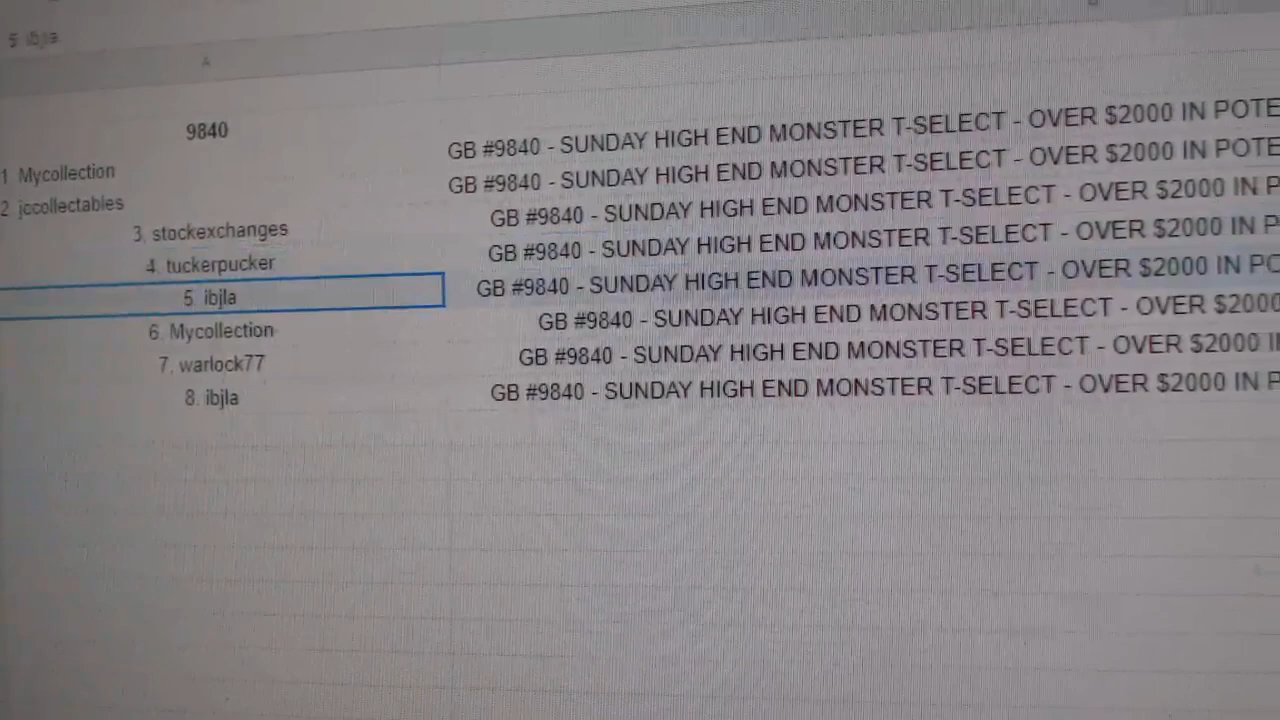 5 ibjla
A
9840
GB #9840 - SUNDAY HIGH END MONSTER T-SELECT - OVER $2000 IN POTE
1 Mycollection
GB #9840 - SUNDAY HIGH END MONSTER T-SELECT - OVER $2000 IN POTE
2 jccollectables
GB #9840 - SUNDAY HIGH END MONSTER T-SELECT - OVER $2000 IN P
3. stockexchanges
GB #9840 - SUNDAY HIGH END MONSTER T-SELECT - OVER $2000 IN P
4. tuckerpucker
GB #9840 - SUNDAY HIGH END MONSTER T-SELECT - OVER $2000 IN PO
5. ibjla
GB #9840 - SUNDAY HIGH END MONSTER T-SELECT - OVER $2000
6. Mycollection
GB #9840 - SUNDAY HIGH END MONSTER T-SELECT - OVER $2000 I
7. warlock77
GB #9840 - SUNDAY HIGH END MONSTER T-SELECT - OVER $2000 IN P
8. ibjla